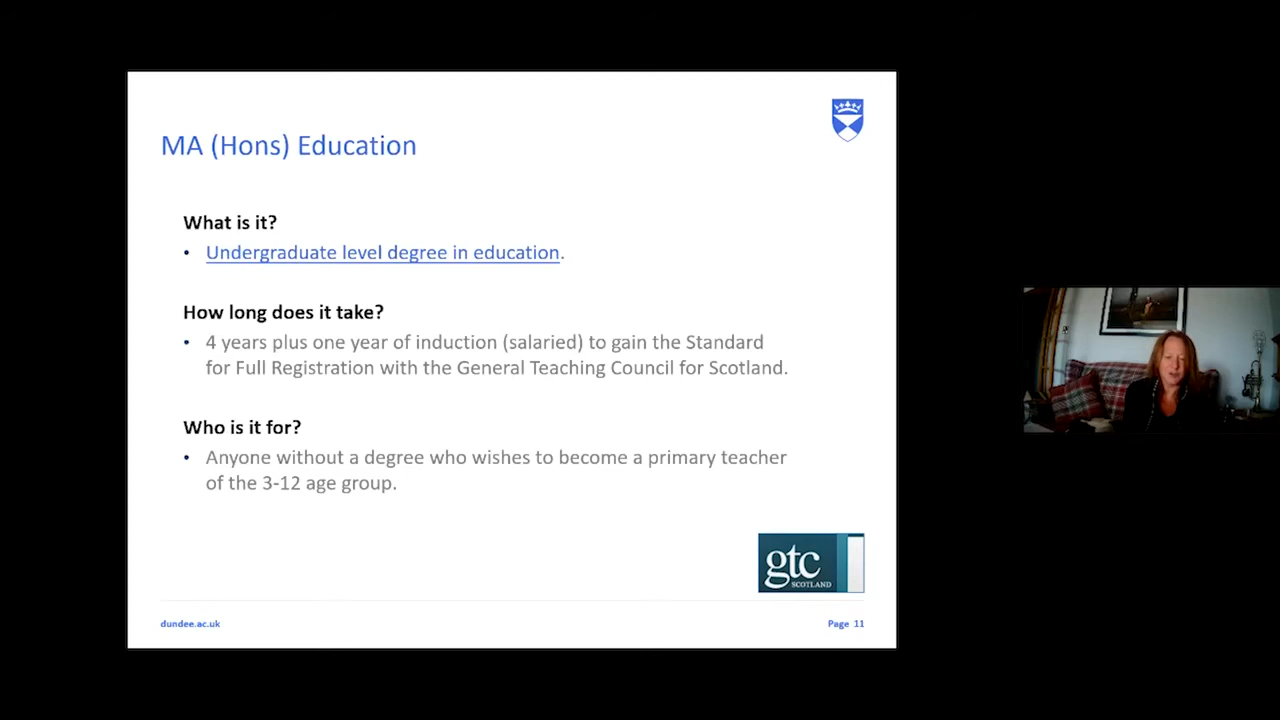 MA (Hons) Education
What is it?
• Undergraduate level degree in education.
How long does it take?
• 4 years plus one year of induction (salaried) to gain the Standard
for Full Registration with the General Teaching Council for Scotland.
Who is it for?
• Anyone without a degree who wishes to become a primary teacher
of the 3-12 age group.
gtc
SCOTLAND
dundee.ac.uk
Page 11